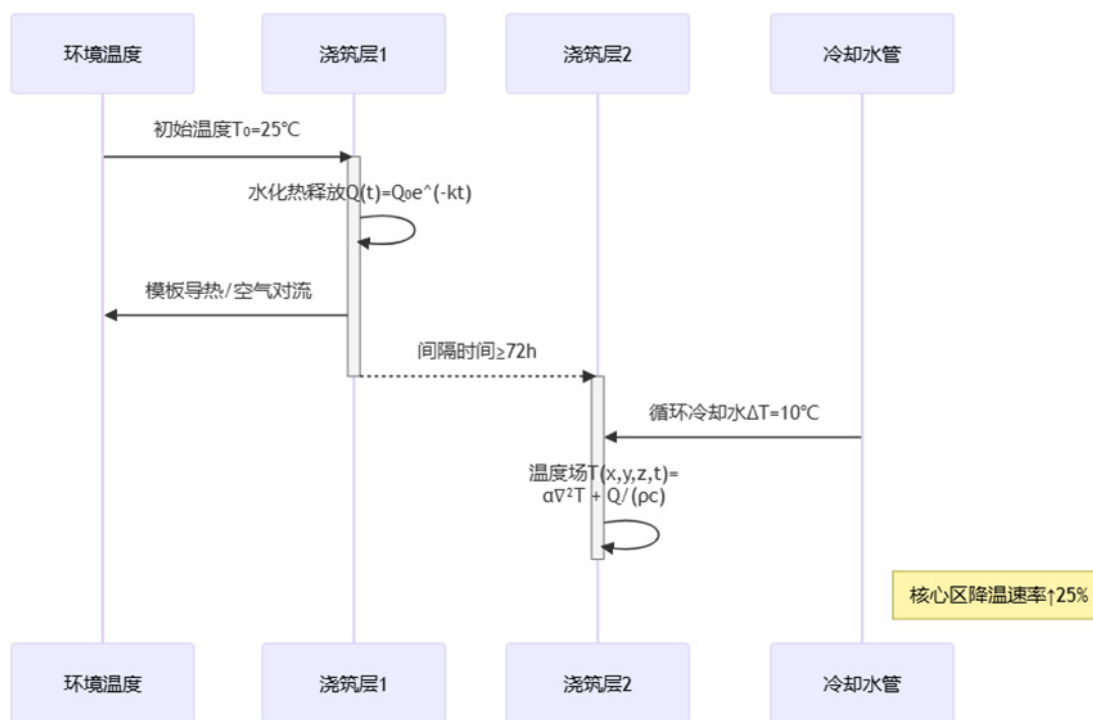 环境温度
浇筑层1
浇筑层2
冷却水管
初始温度T₀=25℃
水化热释放Q(t)=Q₀e^(-kt)
模板导热/空气对流
间隔时间≥72h
循环冷却水ΔT=10℃
温度场T(x,y,z,t)=
α∇²T + Q/(ρc)
核心区降温速率↑25%
环境温度
浇筑层1
浇筑层2
冷却水管